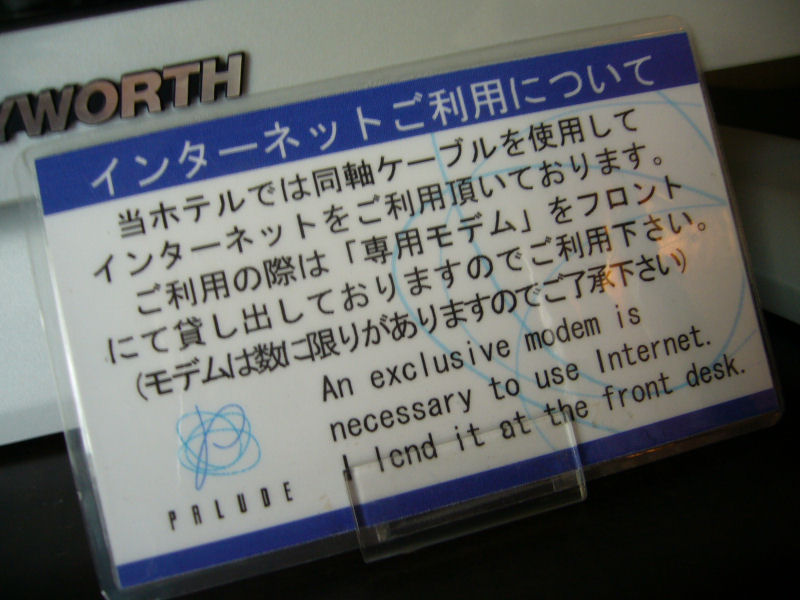 YWORTH
インターネットご利用について
当ホテルでは同軸ケーブルを使用して
インターネットをご利用頂いております。
ご利用の際は「専用モデム」をフロント
にて貸し出しておりますのでご利用下さい。
(モデムは数に限りがありますのでご了承下さい)
An exclusive modem is
necessary to use Internet.
I lend it at the front desk.
PALUDE